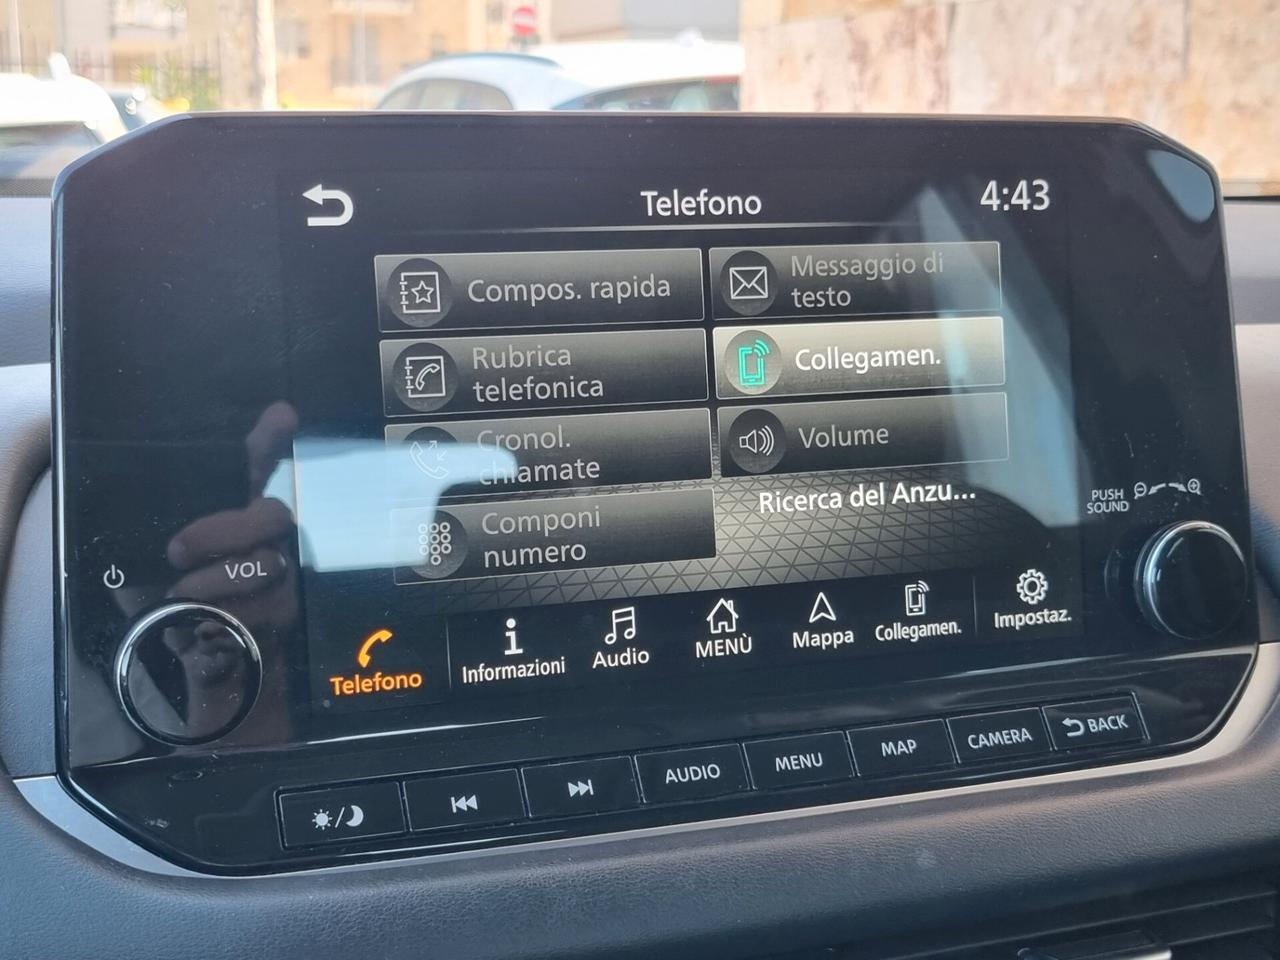 Telefono
4:43
Compos. rapida
Messaggio di
testo
Rubrica
telefonica
Collegamen.
Cronol.
chiamate
Volume
Componi
numero
Ricerca del Anzu...
PUSH
SOUND
VOL
Telefono
Informazioni
Audio
MENÙ
Mappa
Collegamen.
Impostaz.
AUDIO
MENU
MAP
CAMERA
BACK